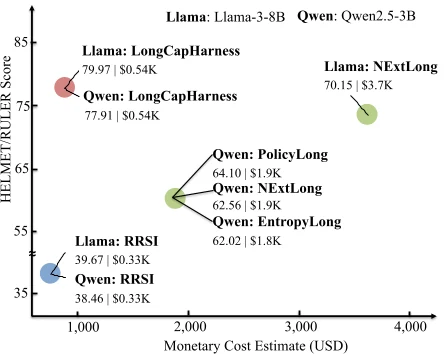 Llama: Llama-3-8B Qwen: Qwen2.5-3B
HELMET/RULER Score
85
75
65
55
35
Llama: LongCapHarness
79.97 | $0.54K
Qwen: LongCapHarness
77.91 | $0.54K
Llama: NExtLong
70.15 | $3.7K
Qwen: PolicyLong
64.10 | $1.9K
Qwen: NExtLong
62.56 | $1.9K
Qwen: EntropyLong
62.02 | $1.8K
Llama: RRSI
39.67 | $0.33K
Qwen: RRSI
38.46 | $0.33K
1,000 2,000 3,000 4,000
Monetary Cost Estimate (USD)